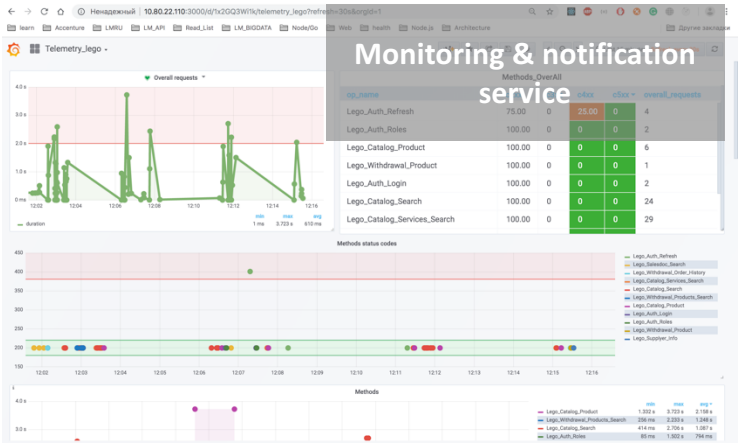 Ненадежный | 10.80.22.110:3000/d/1x2GQ3Wi1k/telemetry_lego?refresh=30s&orgId=1
learn Accenture LMRU LM_API Read_List LM_BIGDATA Node/Go Web health Node.js Architecture Другие закладки
Telemetry_lego
Monitoring & notification
service
Overall requests
4.0 s
3.0 s
2.0 s
1.0 s
0 ms
12:02 12:04 12:06 12:08 12:10 12:12 12:14 12:16
min max avg
duration 1 ms 3.723 s 610 ms
Methods_OverAll
op_name c4xx c5xx overall_requests
Lego_Auth_Refresh 75.00 0 25.00 0 4
Lego_Auth_Roles 100.00 0 0 0 2
Lego_Catalog_Product 100.00 0 0 0 6
Lego_Withdrawal_Product 100.00 0 0 0 1
Lego_Auth_Login 100.00 0 0 0 2
Lego_Catalog_Search 100.00 0 0 0 24
Lego_Catalog_Services_Search 100.00 0 0 0 29
Methods status codes
450
400
350
300
250
200
150
12:02 12:03 12:04 12:05 12:06 12:07 12:08 12:09 12:10 12:11 12:12 12:13 12:14 12:15 12:16
Lego_Auth_Refresh
Lego_Salesdoc_Search
Lego_Withdrawal_Order_History
Lego_Catalog_Services_Search
Lego_Catalog_Search
Lego_Withdrawal_Products_Search
Lego_Catalog_Product
Lego_Auth_Login
Lego_Auth_Roles
Lego_Withdrawal_Product
Lego_Supplyer_Info
Methods
4.0 s
3.0 s
min max avg
Lego_Catalog_Product 1.332 s 3.723 s 2.158 s
Lego_Withdrawal_Products_Search 236 ms 2.233 s 1.248 s
Lego_Catalog_Search 414 ms 2.706 s 1.087 s
Lego_Auth_Roles 85 ms 1.502 s 794 ms